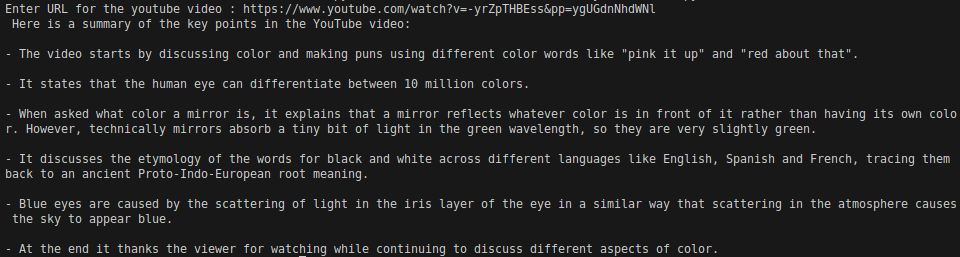 Enter URL for the youtube video : https://www.youtube.com/watch?v=-yrZpTHBEss&pp=ygUGdnNhdWNl
Here is a summary of the key points in the YouTube video:
- The video starts by discussing color and making puns using different color words like "pink it up" and "red about that".
- It states that the human eye can differentiate between 10 million colors.
- When asked what color a mirror is, it explains that a mirror reflects whatever color is in front of it rather than having its own colo
r. However, technically mirrors absorb a tiny bit of light in the green wavelength, so they are very slightly green.
- It discusses the etymology of the words for black and white across different languages like English, Spanish and French, tracing them
back to an ancient Proto-Indo-European root meaning.
- Blue eyes are caused by the scattering of light in the iris layer of the eye in a similar way that scattering in the atmosphere causes
the sky to appear blue.
- At the end it thanks the viewer for watching while continuing to discuss different aspects of color.